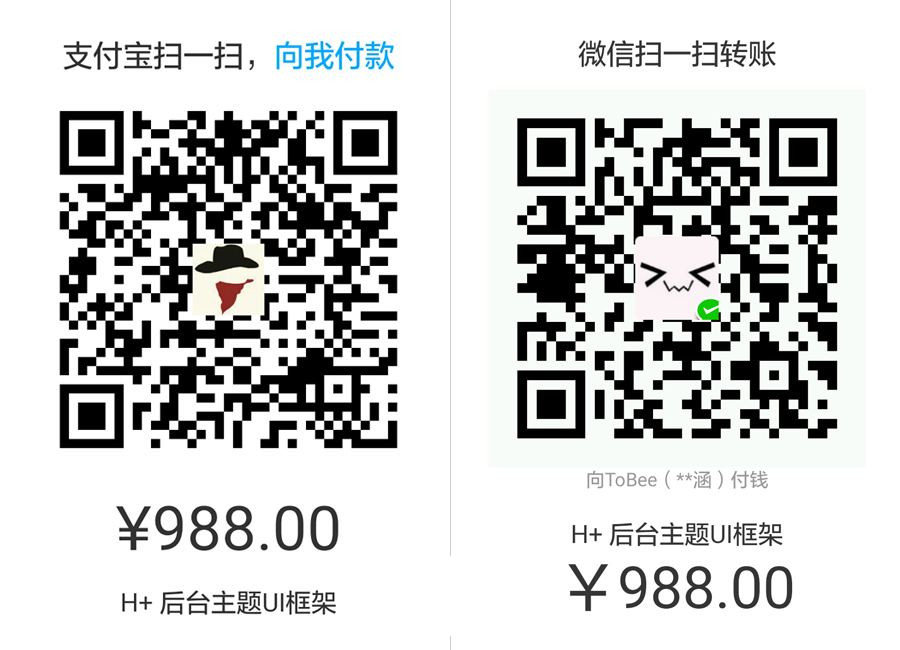 支付宝扫一扫，向我付款
¥988.00
H+ 后台主题UI框架
微信扫一扫转账
向ToBee（**涵）付钱
H+ 后台主题UI框架
￥988.00